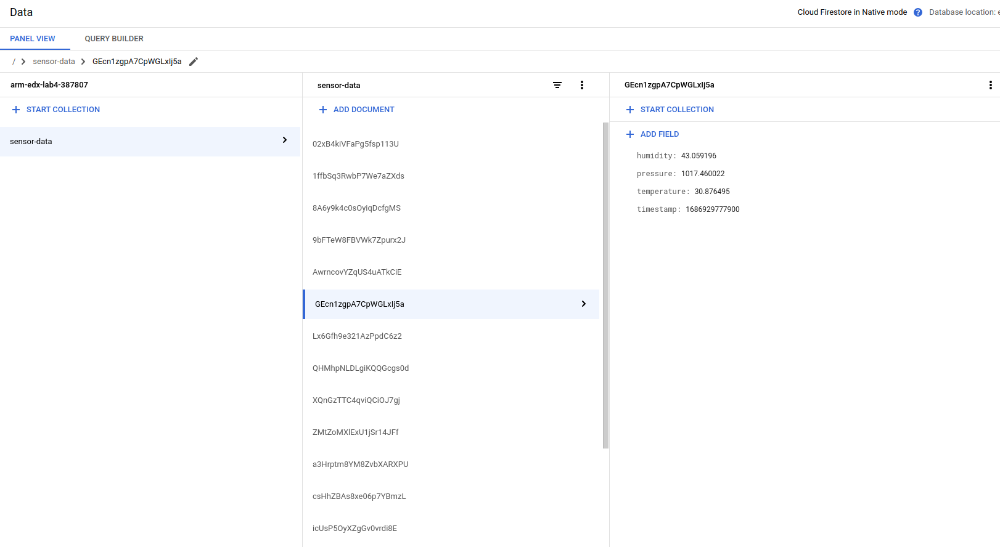 Data
Cloud Firestore in Native mode ? Database location: e
PANEL VIEW QUERY BUILDER
/ sensor-data GEcn1zgpA7CpWGLxIj5a
arm-edx-lab4-387807
START COLLECTION
sensor-data
sensor-data
ADD DOCUMENT
02xB4kiVFaPg5fsp113U
1ffbSq3RwbP7We7aZXds
8A6y9k4c0sOyiqDcfgMS
9bFTeW8FBVWk7Zpurx2J
AwrncovYZqUS4uATkCiE
GEcn1zgpA7CpWGLxIj5a
Lx6Gfh9e321AzPpdC6z2
QHMhpNLDLgiKQQGcgs0d
XQnGzTTC4qviQCiOJ7gj
ZMtZoMXlExU1jSr14JFf
a3Hrptm8YM8ZvbXARXPU
csHhZBAs8xe06p7YBmzL
icUsP5OyXZgGv0vrdi8E
GEcn1zgpA7CpWGLxIj5a
START COLLECTION
ADD FIELD
humidity: 43.059196
pressure: 1017.460022
temperature: 30.876495
timestamp: 1686929777900